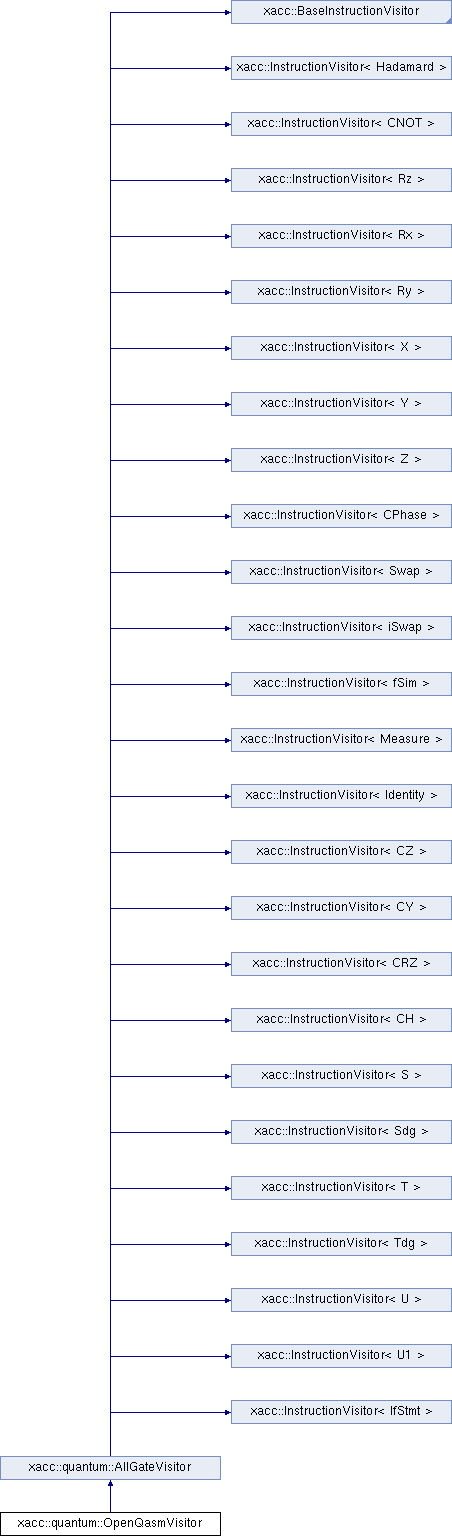 xacc::BaseInstructionVisitor
xacc::InstructionVisitor< Hadamard >
xacc::InstructionVisitor< CNOT >
xacc::InstructionVisitor< Rz >
xacc::InstructionVisitor< Rx >
xacc::InstructionVisitor< Ry >
xacc::InstructionVisitor< X >
xacc::InstructionVisitor< Y >
xacc::InstructionVisitor< Z >
xacc::InstructionVisitor< CPhase >
xacc::InstructionVisitor< Swap >
xacc::InstructionVisitor< iSwap >
xacc::InstructionVisitor< fSim >
xacc::InstructionVisitor< Measure >
xacc::InstructionVisitor< Identity >
xacc::InstructionVisitor< CZ >
xacc::InstructionVisitor< CY >
xacc::InstructionVisitor< CRZ >
xacc::InstructionVisitor< CH >
xacc::InstructionVisitor< S >
xacc::InstructionVisitor< Sdg >
xacc::InstructionVisitor< T >
xacc::InstructionVisitor< Tdg >
xacc::InstructionVisitor< U >
xacc::InstructionVisitor< U1 >
xacc::InstructionVisitor< IfStmt >
xacc::quantum::AllGateVisitor
xacc::quantum::OpenQasmVisitor